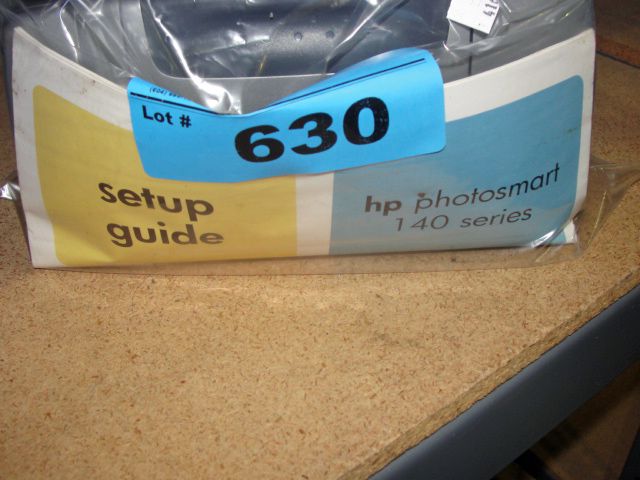 Lot #
630
setup
guide
hp photosmart
140 series